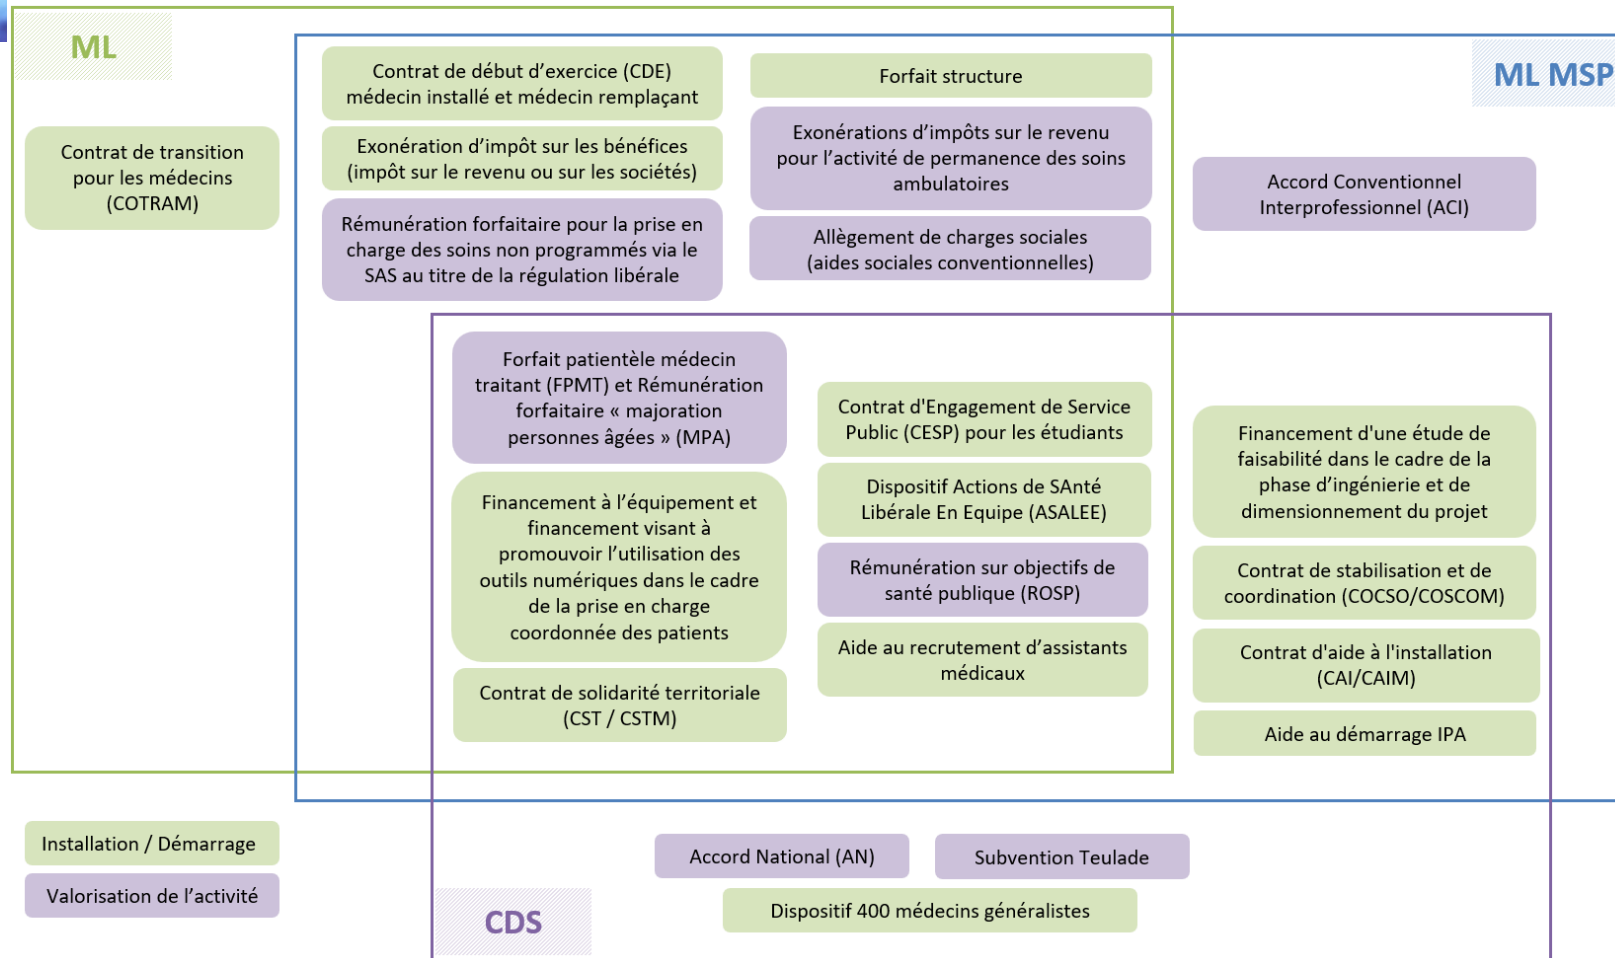 ML
ML MSP
Contrat de transition
pour les médecins
(COTRAM)
Contrat de début d’exercice (CDE)
médecin installé et médecin remplaçant
Exonération d’impôt sur les bénéfices
(impôt sur le revenu ou sur les sociétés)
Rémunération forfaitaire pour la prise en
charge des soins non programmés via le
SAS au titre de la régulation libérale
Forfait structure
Exonérations d’impôts sur le revenu
pour l’activité de permanence des soins
ambulatoires
Allègement de charges sociales
(aides sociales conventionnelles)
Accord Conventionnel
Interprofessionnel (ACI)
Forfait patientèle médecin
traitant (FPMT) et Rémunération
forfaitaire « majoration
personnes âgées » (MPA)
Financement à l’équipement et
financement visant à
promouvoir l’utilisation des
outils numériques dans le cadre
de la prise en charge
coordonnée des patients
Contrat de solidarité territoriale
(CST / CSTM)
Contrat d'Engagement de Service
Public (CESP) pour les étudiants
Dispositif Actions de SAnté
Libérale En Equipe (ASALEE)
Rémunération sur objectifs de
santé publique (ROSP)
Aide au recrutement d’assistants
médicaux
Financement d'une étude de
faisabilité dans le cadre de la
phase d’ingénierie et de
dimensionnement du projet
Contrat de stabilisation et de
coordination (COCSO/COSCOM)
Contrat d'aide à l'installation
(CAI/CAIM)
Aide au démarrage IPA
Installation / Démarrage
Valorisation de l’activité
Accord National (AN)
Subvention Teulade
Dispositif 400 médecins généralistes
CDS